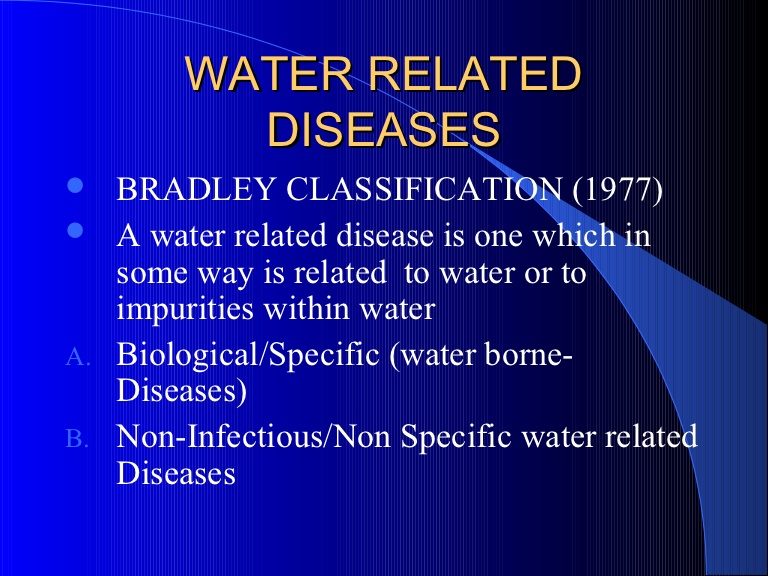 WATER RELATED
DISEASES
BRADLEY CLASSIFICATION (1977)
A water related disease is one which in
some way is related  to water or to
impurities within water
A. Biological/Specific (water borne-
Diseases)
B. Non-Infectious/Non Specific water related
Diseases